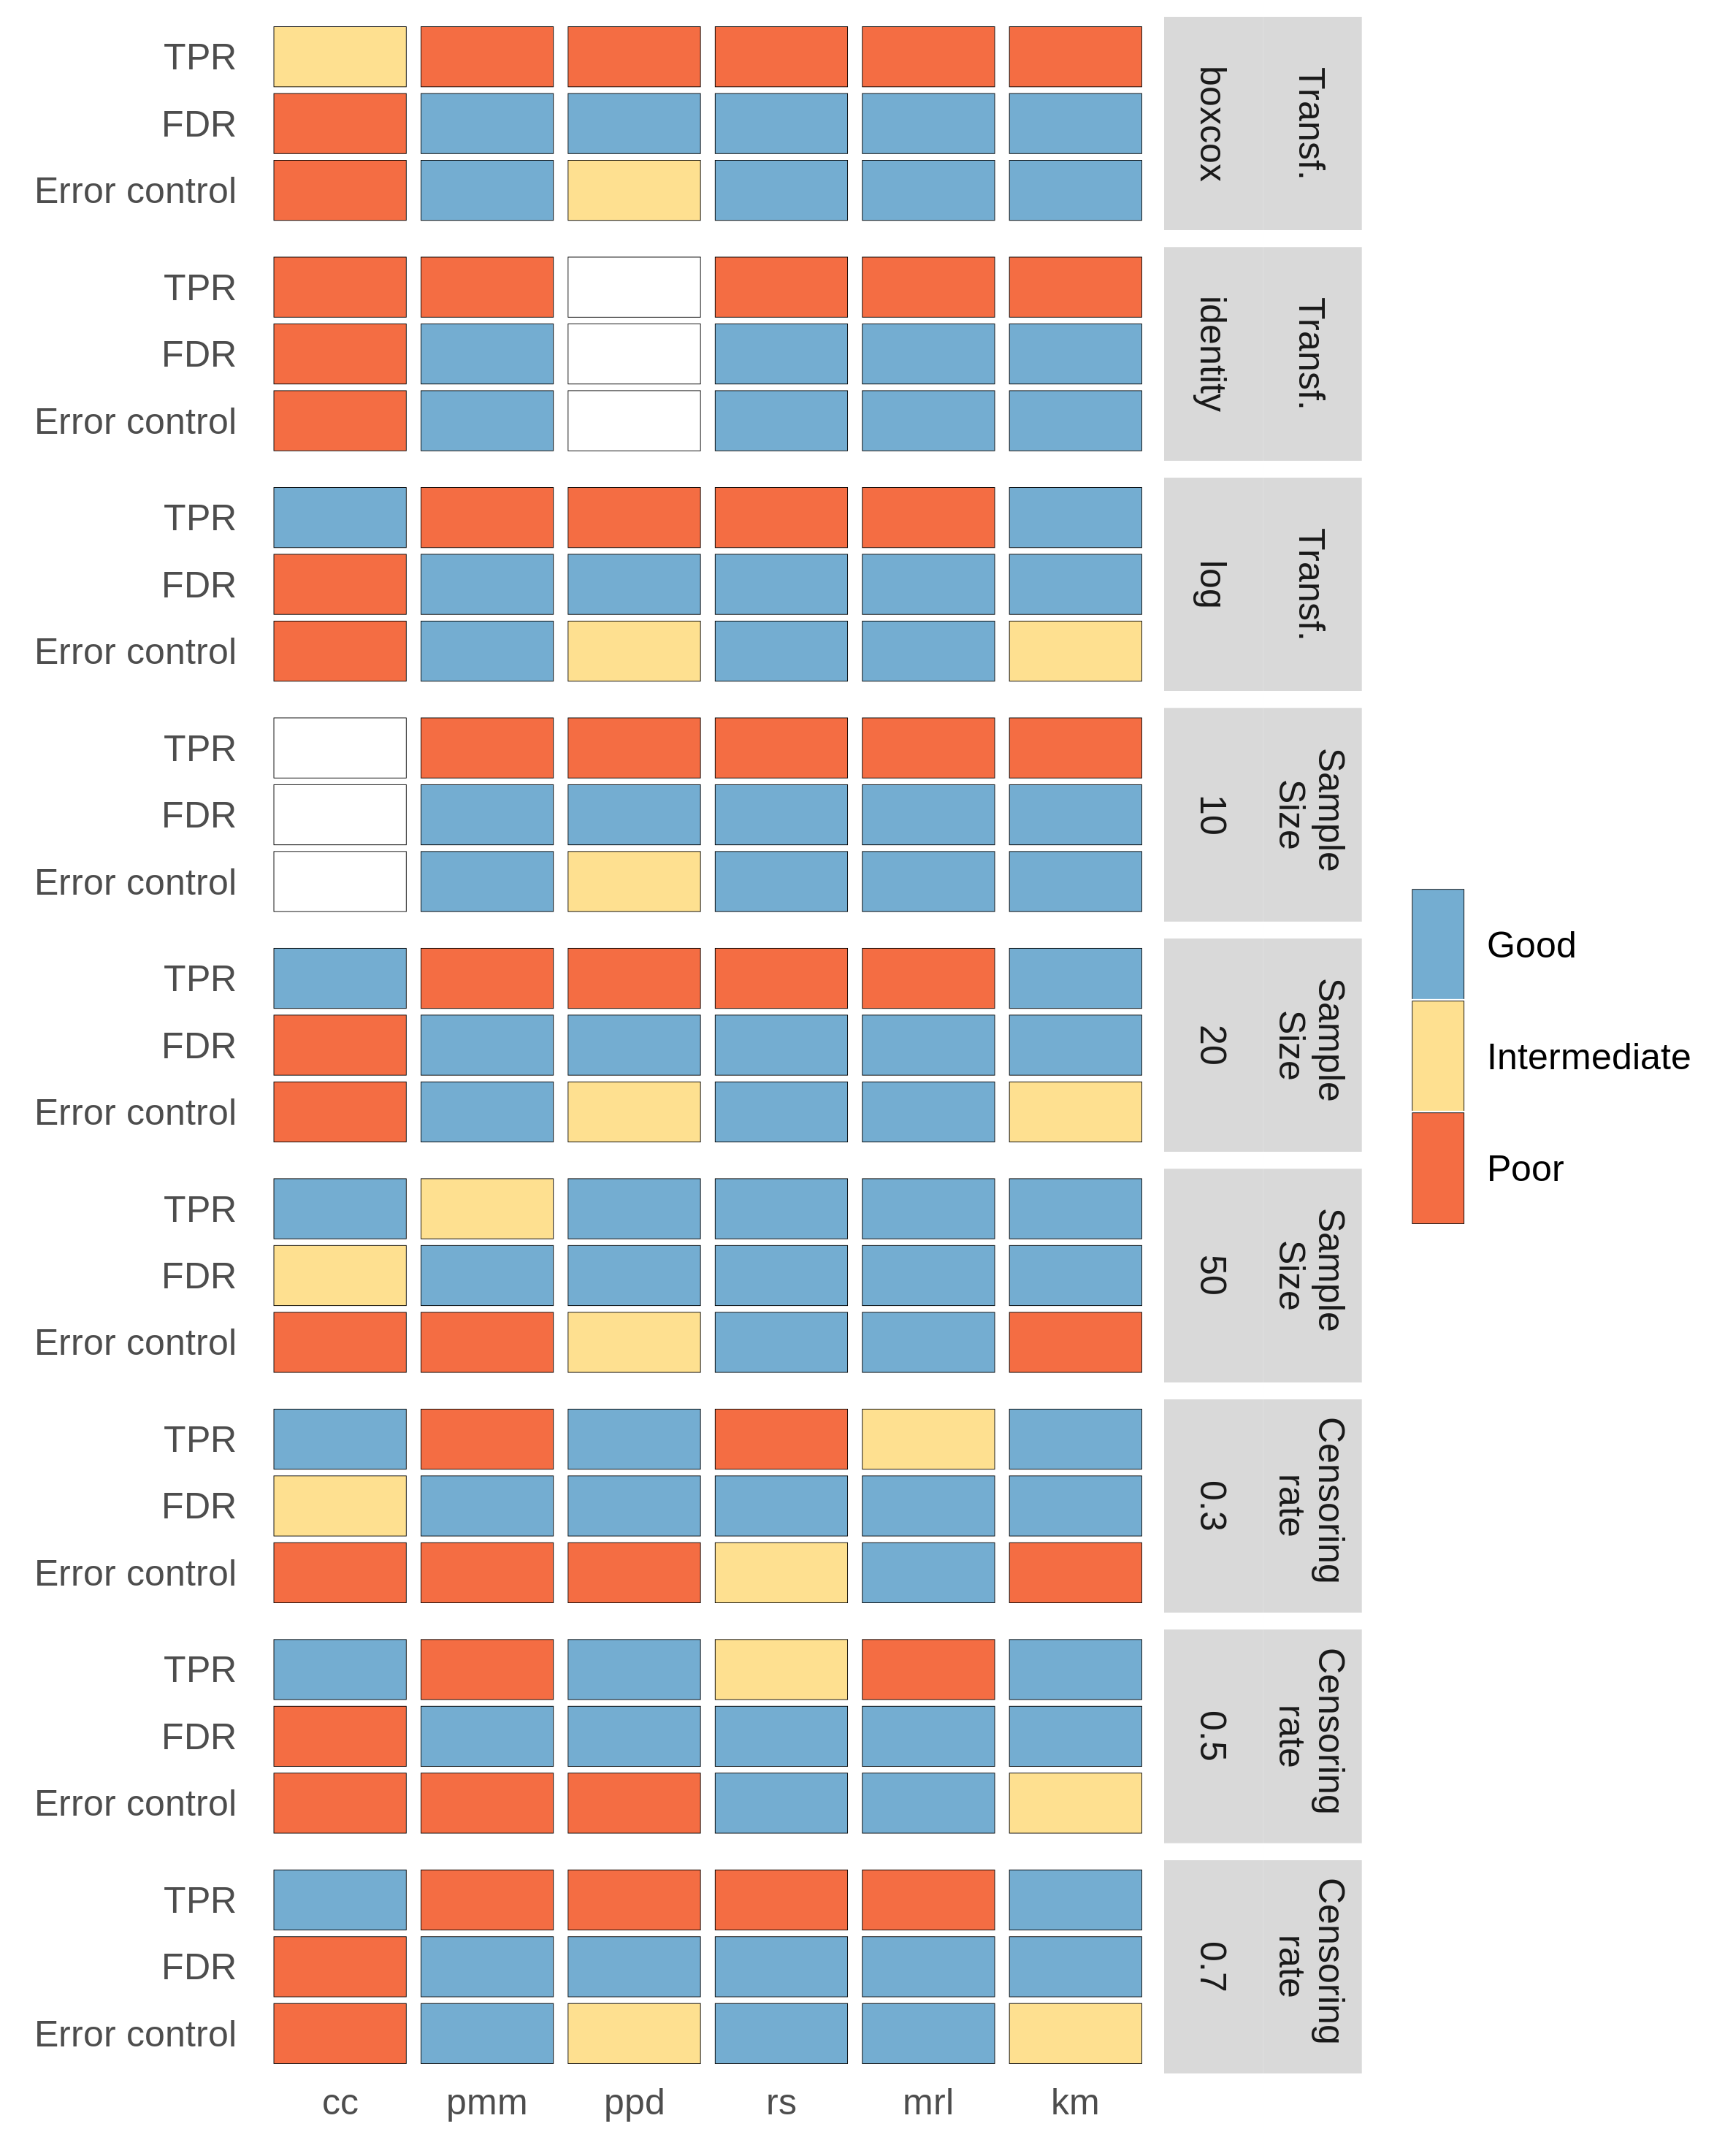 TPR
FDR
Error control
boxcox
Transf.
TPR
FDR
Error control
identity
Transf.
TPR
FDR
Error control
log
Transf.
TPR
FDR
Error control
10
Sample
Size
TPR
FDR
Error control
20
Sample
Size
TPR
FDR
Error control
50
Sample
Size
TPR
FDR
Error control
0.3
Censoring
rate
TPR
FDR
Error control
0.5
Censoring
rate
TPR
FDR
Error control
0.7
Censoring
rate
cc
pmm
ppd
rs
mrl
km
Good
Intermediate
Poor